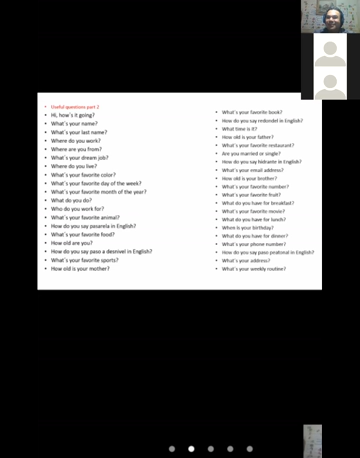 Useful questions part 2
Hi, how's it going?
What's your name?
What's your last name?
Where do you work?
Where are you from?
What's your dream job?
Where do you live?
What's your favorite color?
What's your favorite day of the week?
What's your favorite month of the year?
What do you do?
Who do you work for?
What's your favorite animal?
How do you say pasarela in English?
What's your favorite food?
How old are you?
How do you say paso a desnivel in English?
What's your favorite sports?
How old is your mother?
What's your favorite book?
How do you say redondel in English?
What time is it?
How old is your father?
What's your favorite restaurant?
Are you married or single?
How do you say hidrante in English?
What's your email address?
How old is your brother?
What's your favorite number?
What's your favorite fruit?
What do you have for breakfast?
What's your favorite movie?
What do you have for lunch?
When is your birthday?
What do you have for dinner?
What's your phone number?
How do you say paso peatonal in English?
What's your address?
What's your weekly routine?